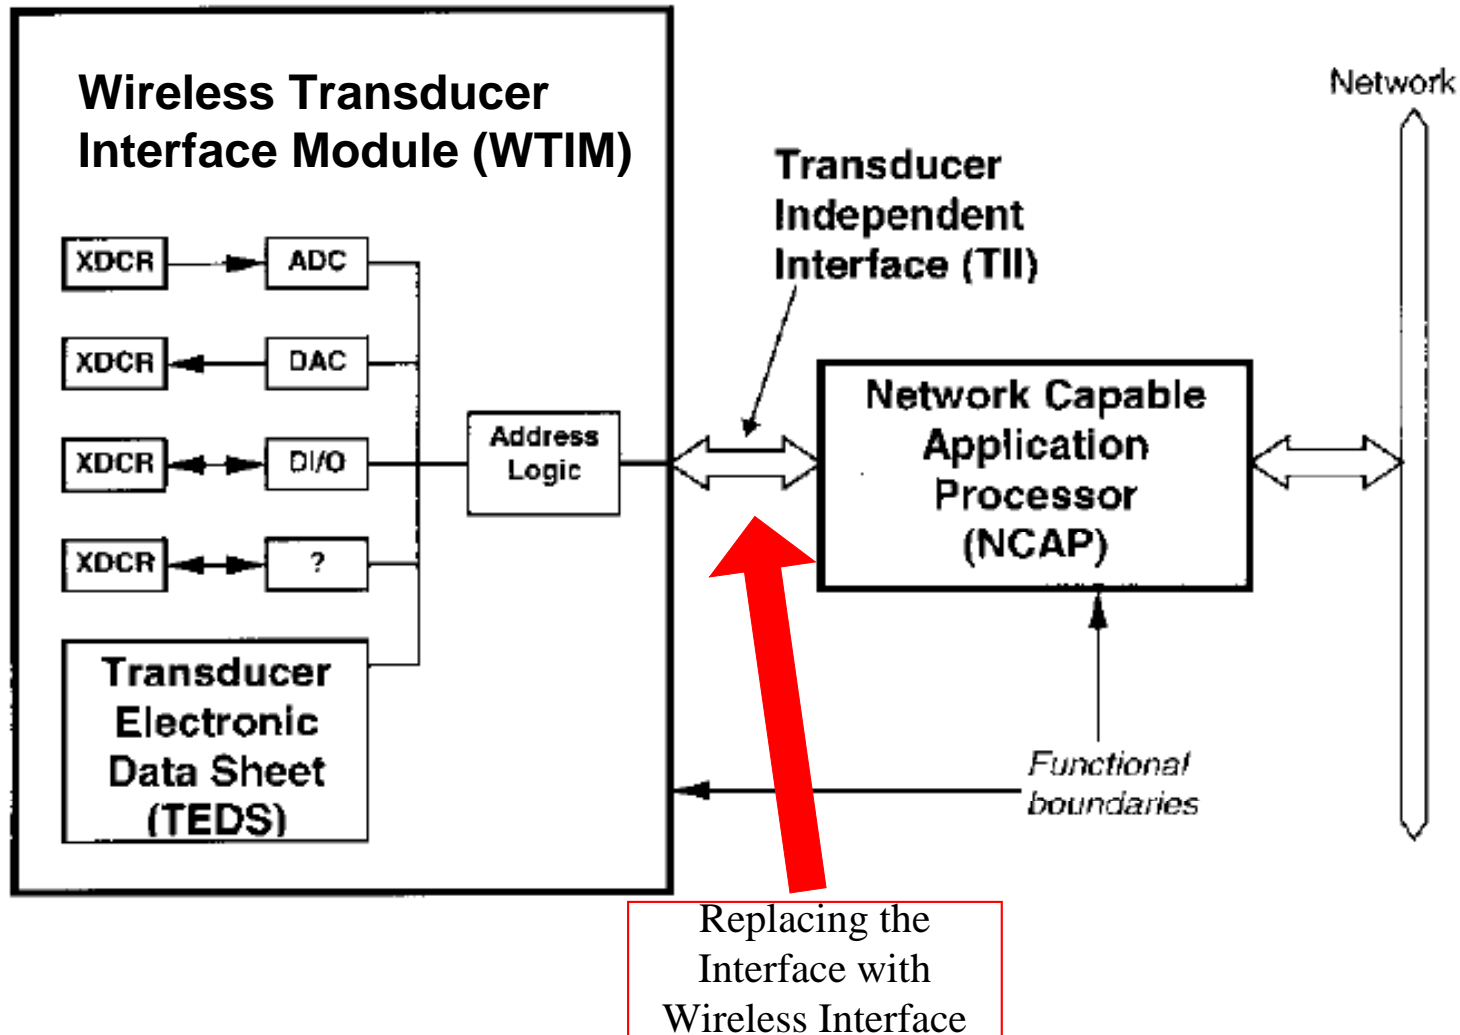 Wireless Transducer
Interface Module (WTIM)
XDCR
ADC
XDCR
DAC
XDCR
DI/O
XDCR
?
Address
Logic
Transducer
Electronic
Data Sheet
(TEDS)
Transducer
Independent
Interface (TII)
Network Capable
Application
Processor
(NCAP)
Network
Functional
boundaries
Replacing the
Interface with
Wireless Interface